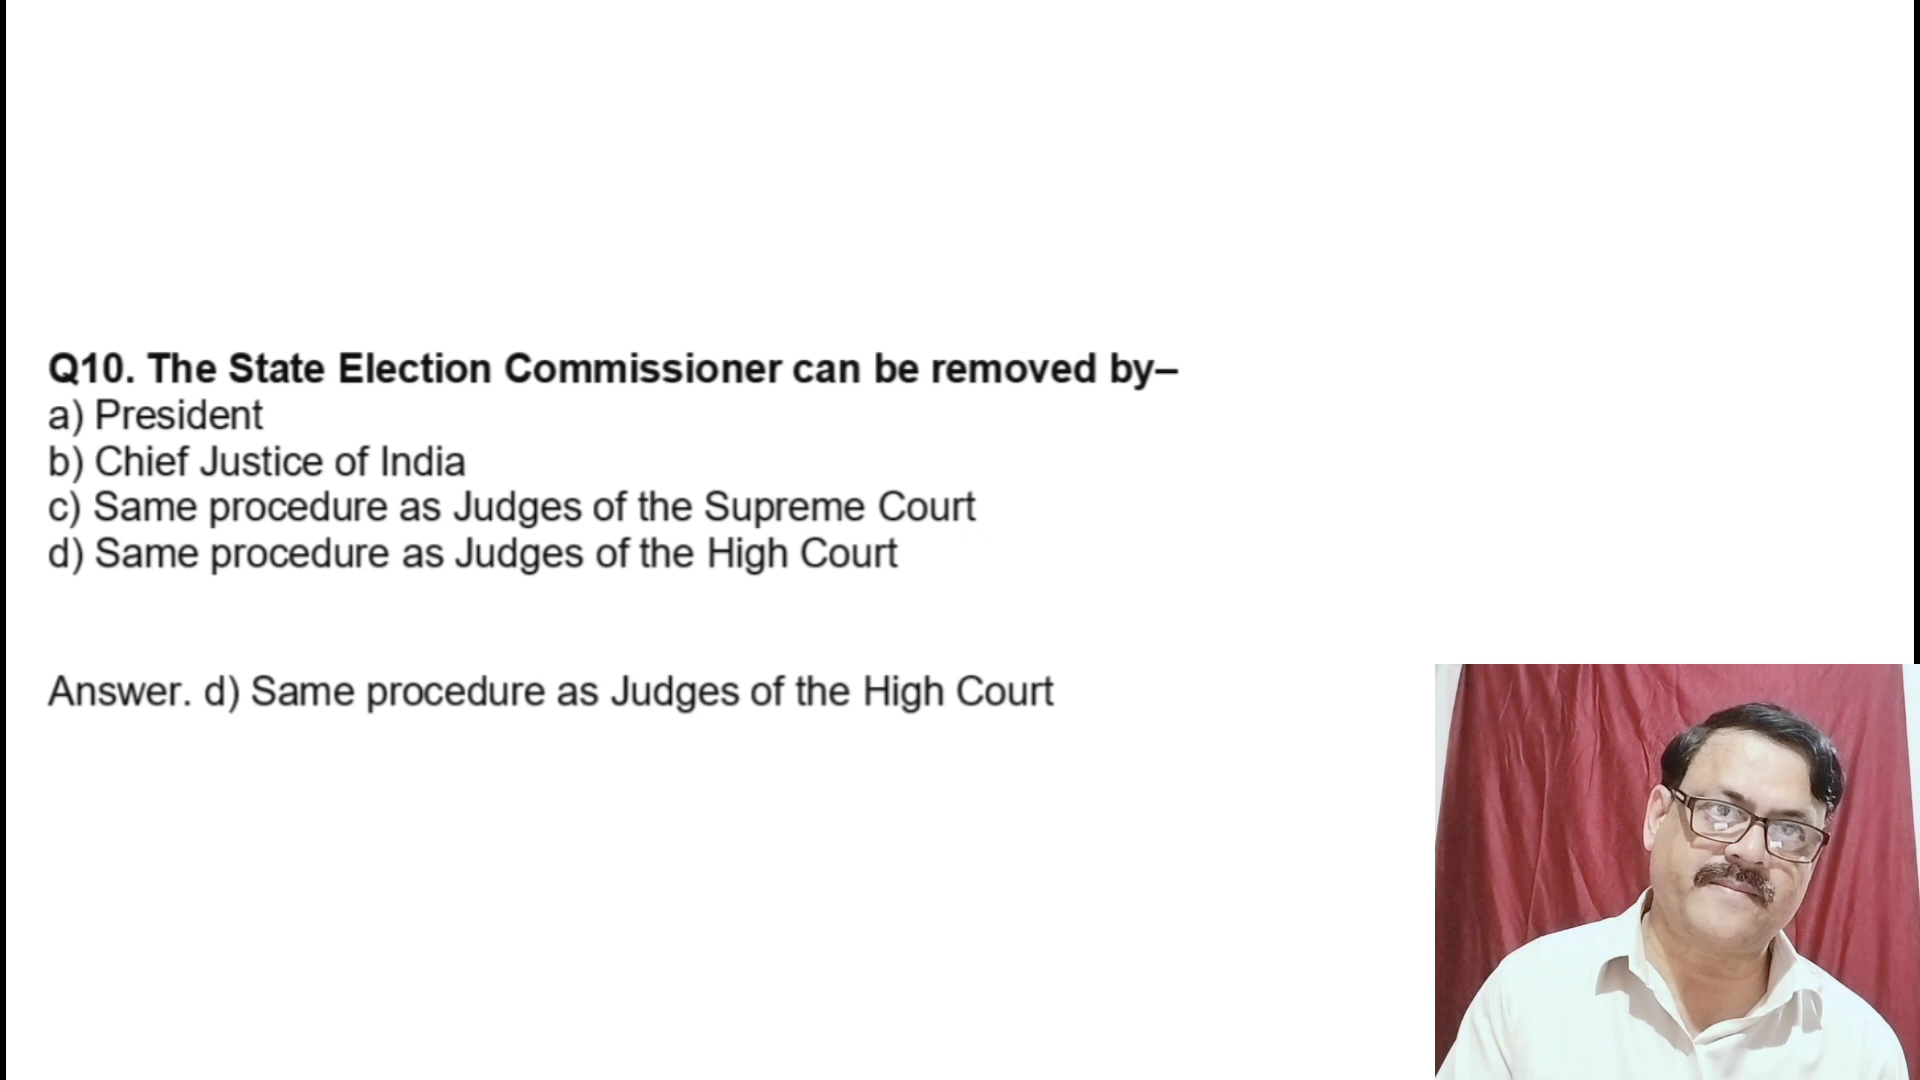 Q10. The State Election Commissioner can be removed by–
a) President
b) Chief Justice of India
c) Same procedure as Judges of the Supreme Court
d) Same procedure as Judges of the High Court
Answer. d) Same procedure as Judges of the High Court